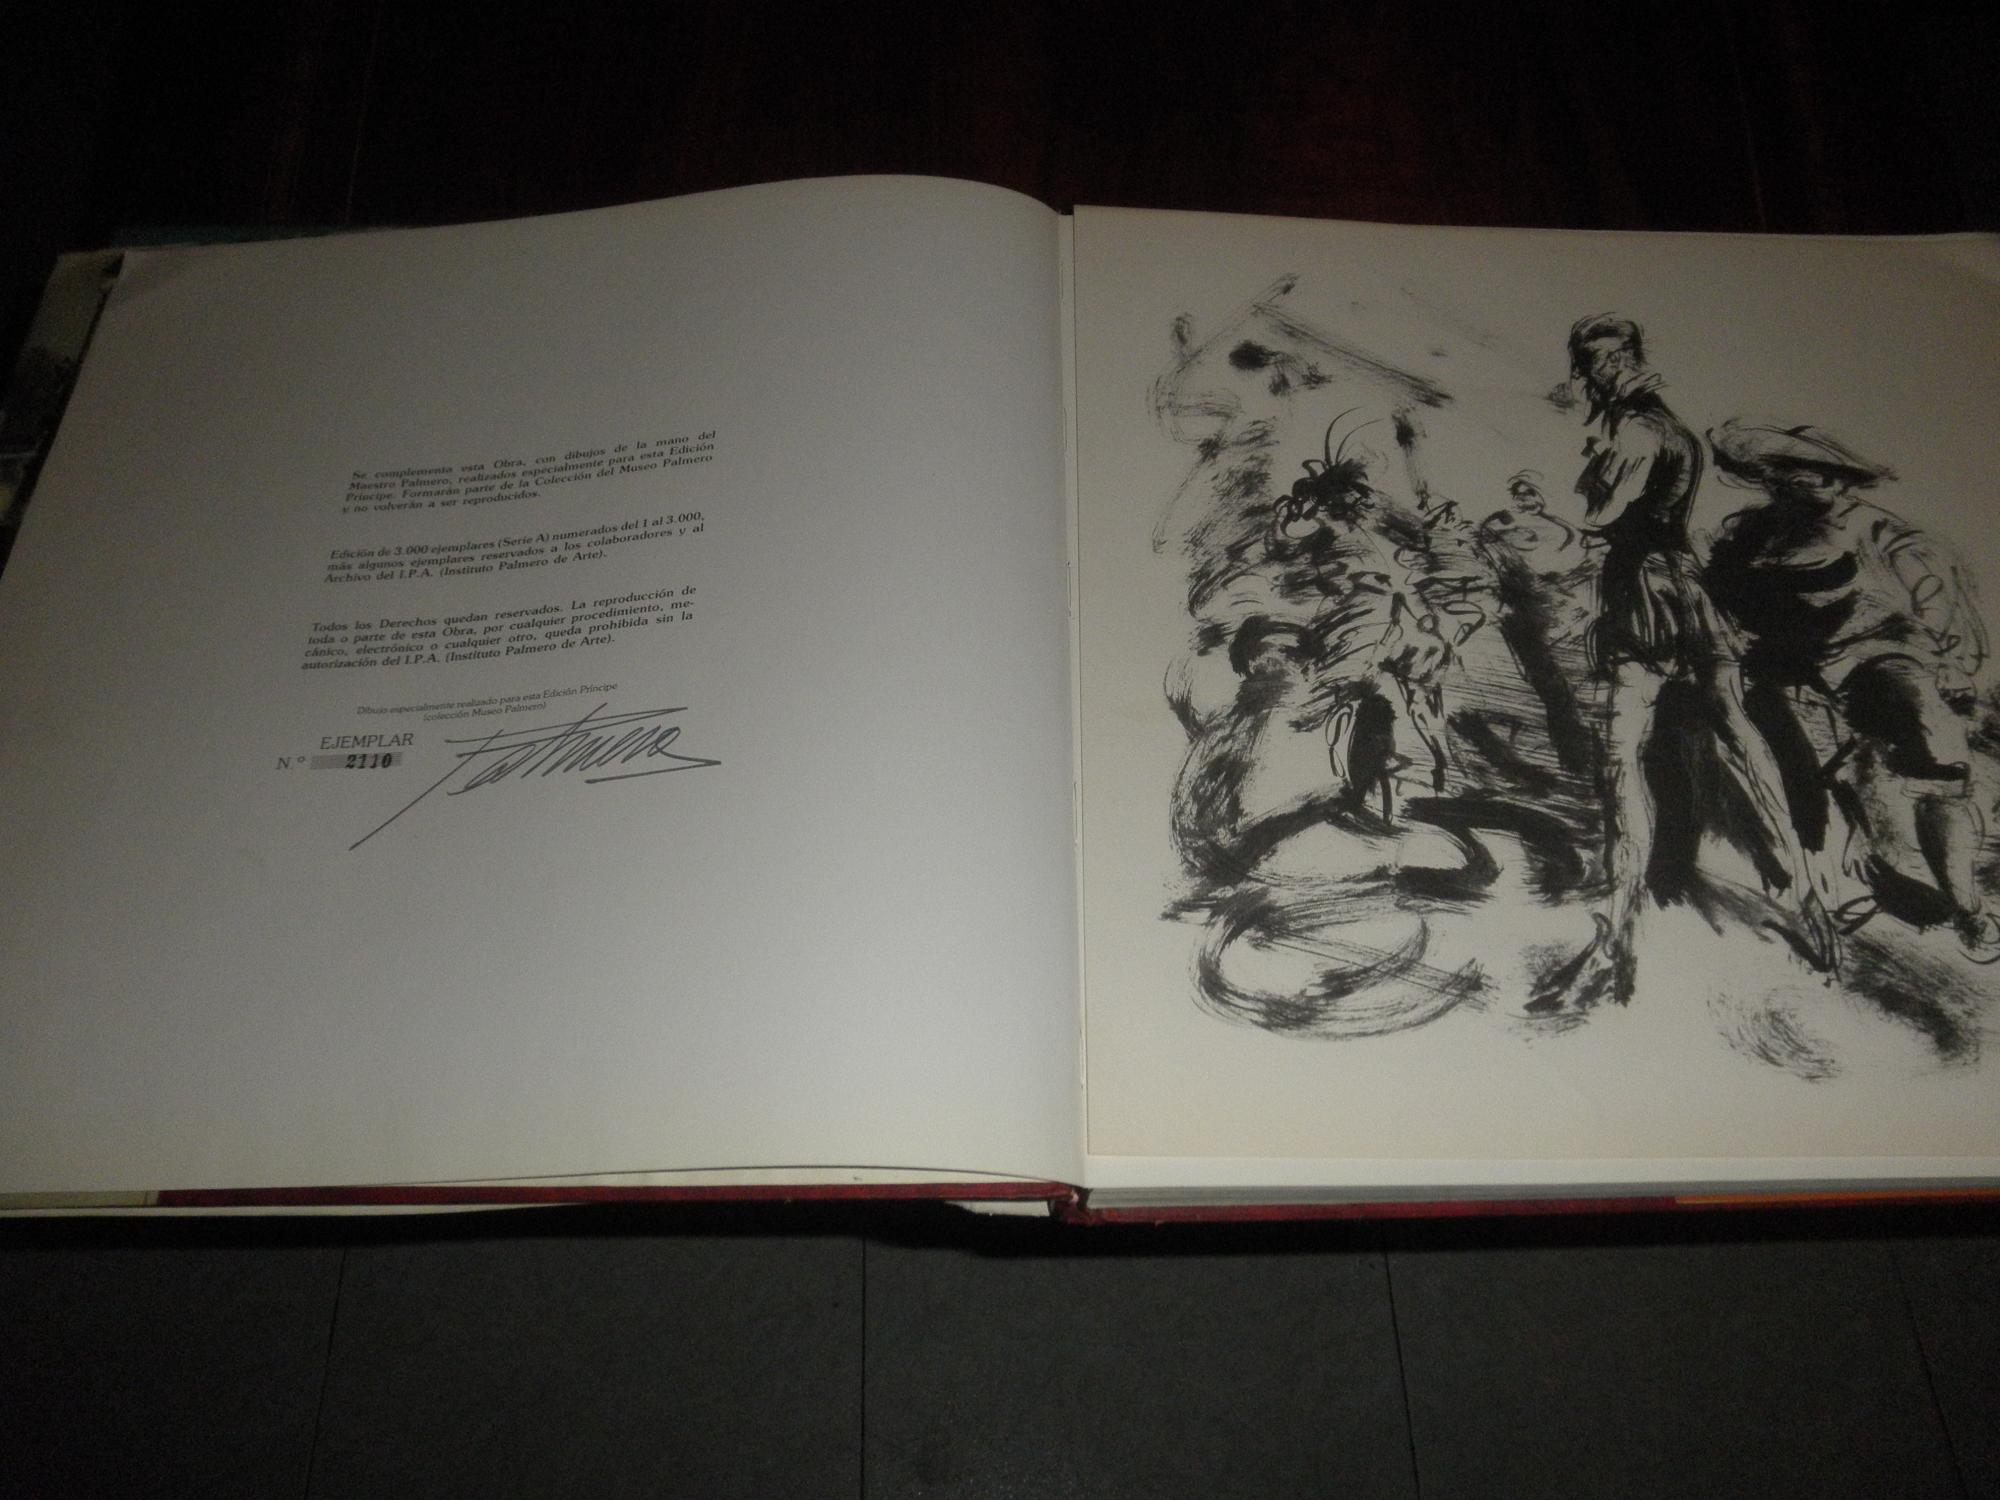 Se complementa esta Obra, con dibujos de la mano del
Maestro Palmero, realizados especialmente para esta Edición
Príncipe. Formarán parte de la Colección del Museo Palmero
y no volverán a ser reproducidos.
Edición de 3.000 ejemplares (Serie A) numerados del 1 al 3.000,
más algunos ejemplares reservados a los colaboradores y al
Archivo del I.P.A. (Instituto Palmero de Arte).
Todos los Derechos quedan reservados. La reproducción de
toda o parte de esta Obra, por cualquier procedimiento, me-
cánico, electrónico o cualquier otro, queda prohibida sin la
autorización del I.P.A. (Instituto Palmero de Arte).
Dibujo especialmente realizado para esta Edición Príncipe
(colección Museo Palmero)
EJEMPLAR
N.º 2110
Palmero